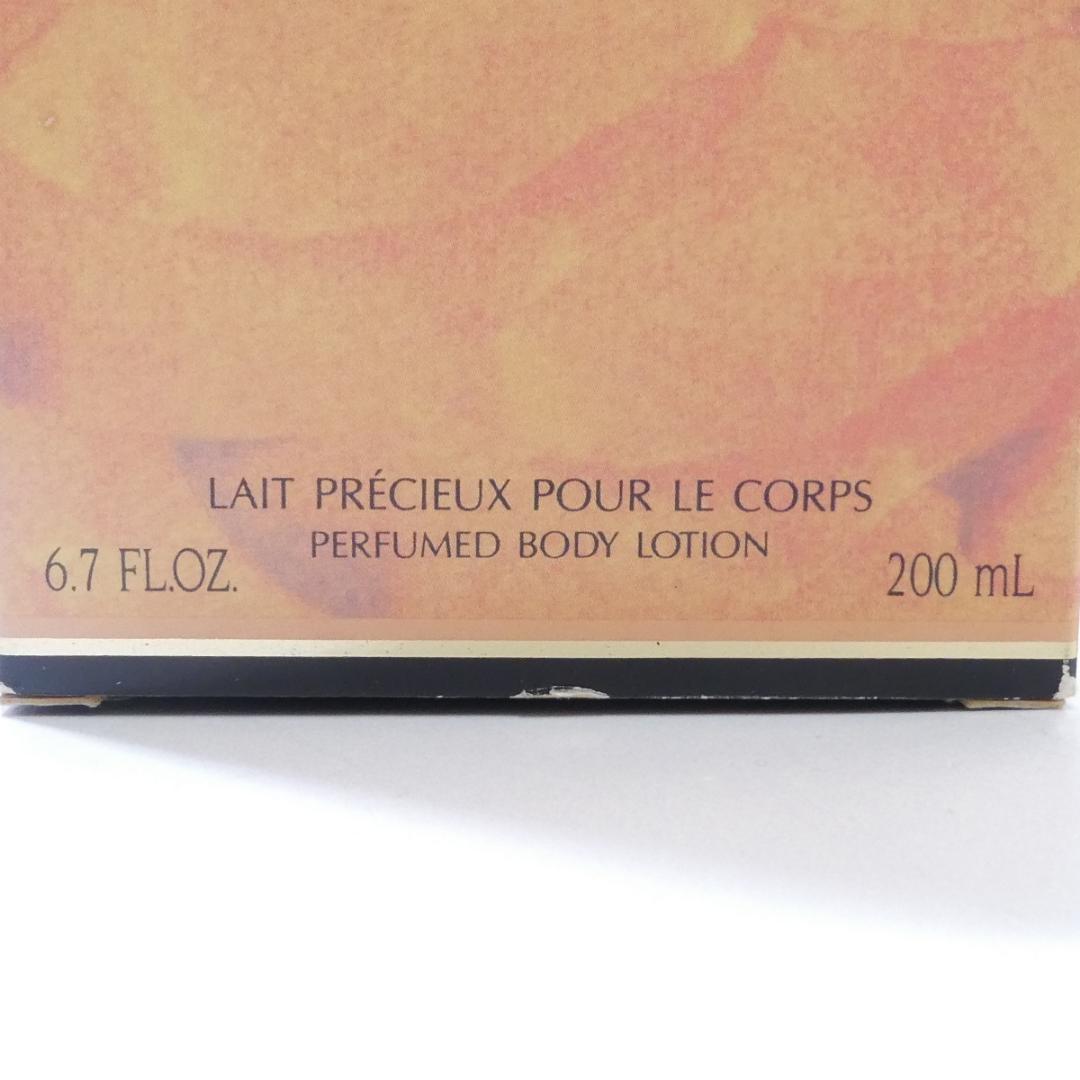 LAIT PRÉCIEUX POUR LE CORPS
PERFUMED BODY LOTION
6.7 FL.OZ.
200 mL